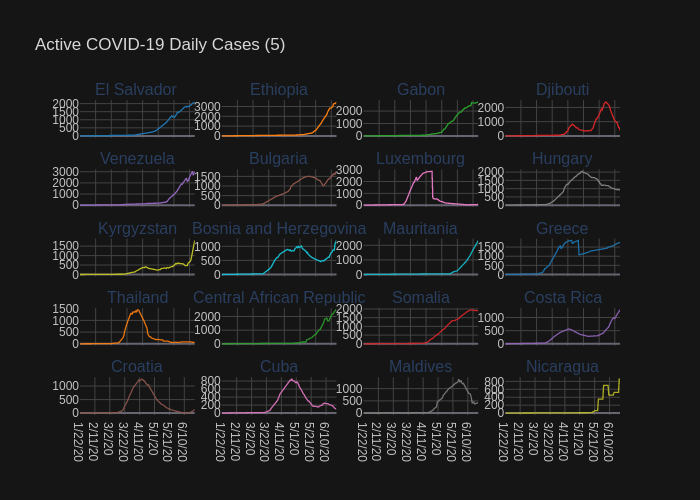 Active COVID-19 Daily Cases (5)
El Salvador Ethiopia Gabon Djibouti
2000 1500 1000 500 0
3000 2000 1000 0
2000 1000 0
2000 1000 0
Venezuela Bulgaria Luxembourg Hungary
3000 2000 1000 0
1500 1000 500 0
3000 2000 1000 0
2000 1500 1000 500 0
Kyrgyzstan Bosnia and Herzegovina Mauritania Greece
1500 1000 500 0
1000 500 0
2000 1000 0
1500 1000 500 0
Thailand Central African Republic Somalia Costa Rica
1500 1000 500 0
2000 1000 0
2000 1500 1000 500 0
1000 500 0
Croatia Cuba Maldives Nicaragua
1000 500 0
800 600 400 200 0
1000 500 0
800 600 400 200 0
1/22/20 2/11/20 3/2/20 3/22/20 4/11/20 5/1/20 5/21/20 6/10/20
1/22/20 2/11/20 3/2/20 3/22/20 4/11/20 5/1/20 5/21/20 6/10/20
1/22/20 2/11/20 3/2/20 3/22/20 4/11/20 5/1/20 5/21/20 6/10/20
1/22/20 2/11/20 3/2/20 3/22/20 4/11/20 5/1/20 5/21/20 6/10/20